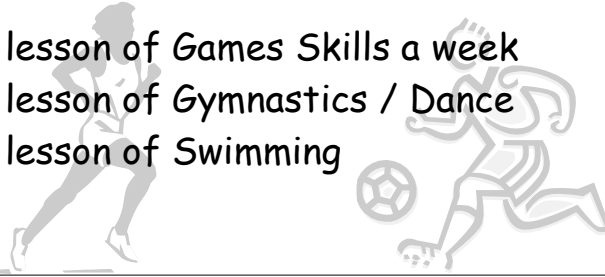 lesson of Games Skills a week
lesson of Gymnastics / Dance
lesson of Swimming